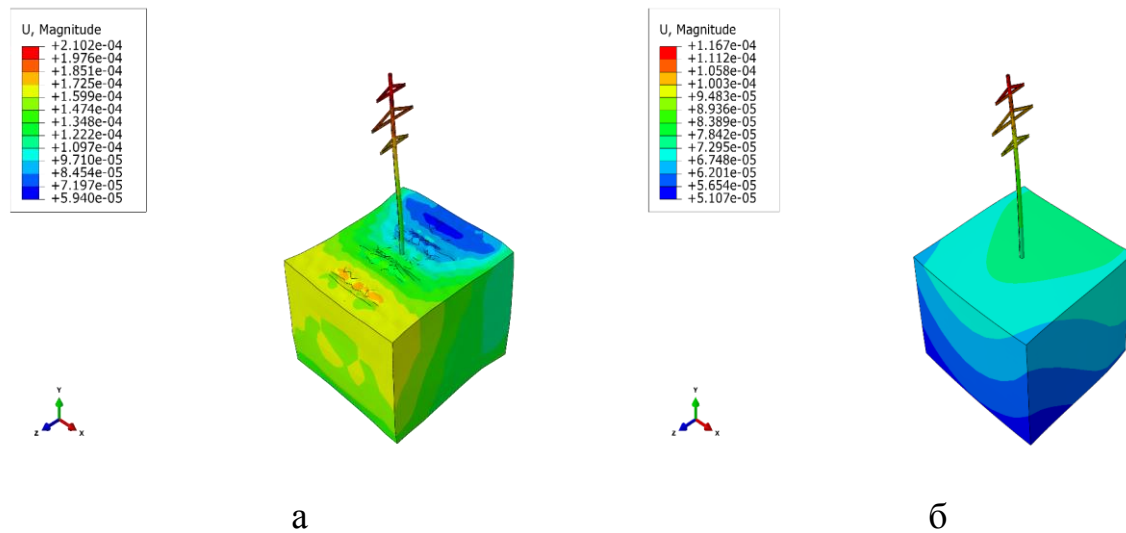 U, Magnitude
+2.102e-04
+1.976e-04
+1.851e-04
+1.725e-04
+1.599e-04
+1.474e-04
+1.348e-04
+1.222e-04
+1.097e-04
+9.710e-05
+8.454e-05
+7.197e-05
+5.940e-05
Y
Z
X
а
U, Magnitude
+1.167e-04
+1.112e-04
+1.058e-04
+1.003e-04
+9.483e-05
+8.936e-05
+8.389e-05
+7.842e-05
+7.295e-05
+6.748e-05
+6.201e-05
+5.654e-05
+5.107e-05
Y
Z
X
б